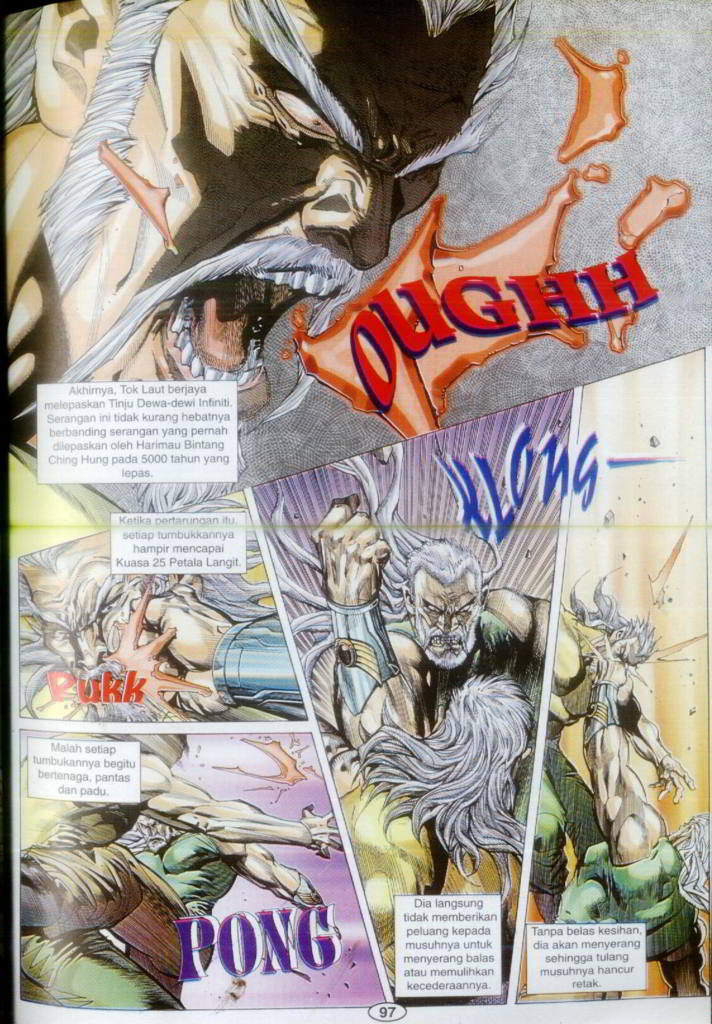 OUGHH
Akhirnya, Tok Laut berjaya
melepaskan Tinju Dewa-dewi Infiniti.
Serangan ini tidak kurang hebatnya
berbanding serangan yang pernah
dilepaskan oleh Harimau Bintang
Ching Hung pada 5000 tahun yang
lepas.
Ketika pertarungan itu,
setiap tumbukkannya
hampir mencapai
Kuasa 25 Petala Langit.
Pukk
Malah setiap
tumbukannya begitu
bertenaga, pantas
dan padu.
PONG
KLONG
Dia langsung
tidak memberikan
peluang kepada
musuhnya untuk
menyerang balas
atau memulihkan
kecederaannya.
Tanpa belas kesihan,
dia akan menyerang
sehingga tulang
musuhnya hancur
retak.
97